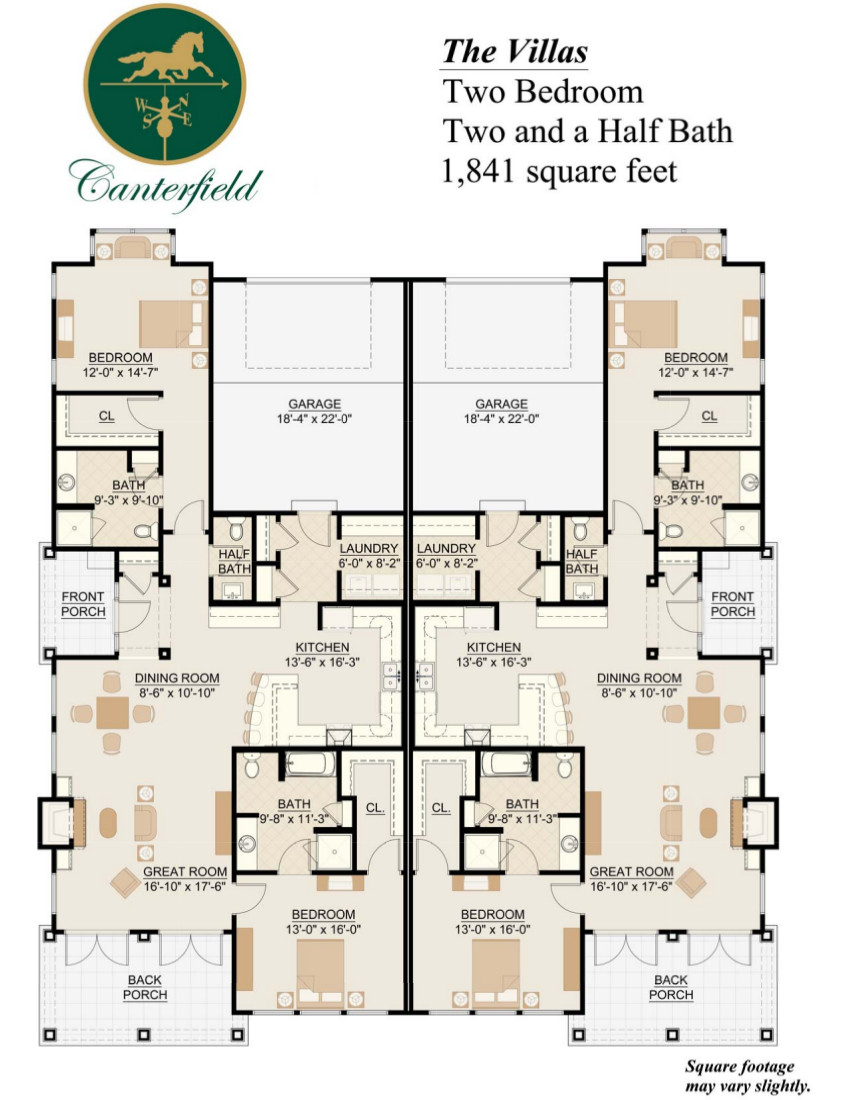 The Villas
Two Bedroom
Two and a Half Bath
1,841 square feet
W N
S E
Canterfield
BEDROOM
12'-0" x 14'-7"
BEDROOM
12'-0" x 14'-7"
GARAGE
18'-4" x 22'-0"
GARAGE
18'-4" x 22'-0"
CL
CL
BATH
9'-3" x 9'-10"
BATH
9'-3" x 9'-10"
HALF
BATH
LAUNDRY
6'-0" x 8'-2"
LAUNDRY
6'-0" x 8'-2"
HALF
BATH
FRONT
PORCH
FRONT
PORCH
KITCHEN
13'-6" x 16'-3"
KITCHEN
13'-6" x 16'-3"
DINING ROOM
8'-6" x 10'-10"
DINING ROOM
8'-6" x 10'-10"
BATH
9'-8" x 11'-3"
CL.
CL.
BATH
9'-8" x 11'-3"
GREAT ROOM
16'-10" x 17'-6"
GREAT ROOM
16'-10" x 17'-6"
BEDROOM
13'-0" x 16'-0"
BEDROOM
13'-0" x 16'-0"
BACK
PORCH
BACK
PORCH
Square footage
may vary slightly.